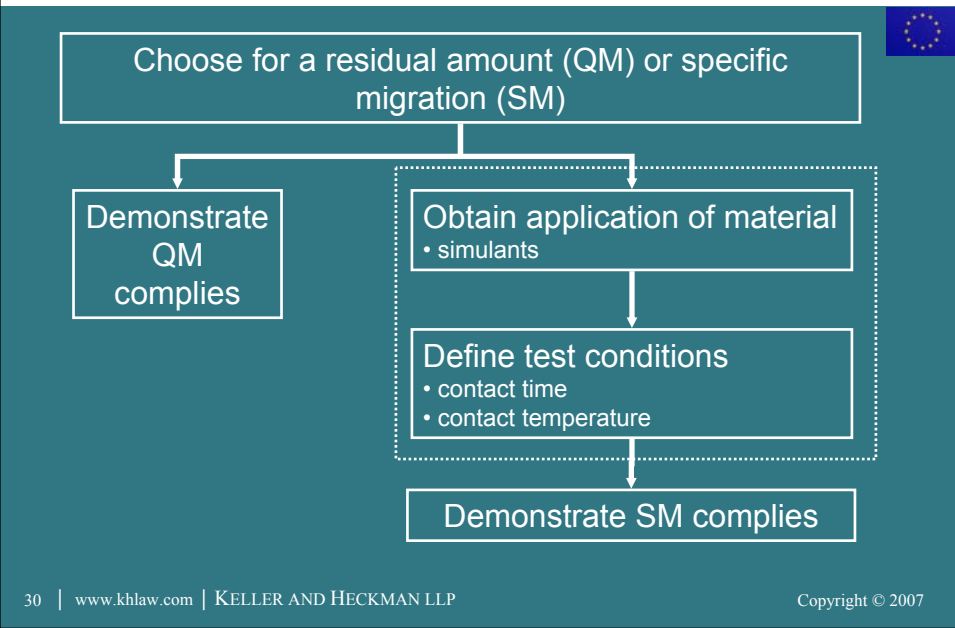 Choose for a residual amount (QM) or specific
migration (SM)
Demonstrate
QM
complies
Obtain application of material
• simulants
Define test conditions
• contact time
• contact temperature
Demonstrate SM complies
30 | www.khlaw.com | KELLER AND HECKMAN LLP
Copyright © 2007